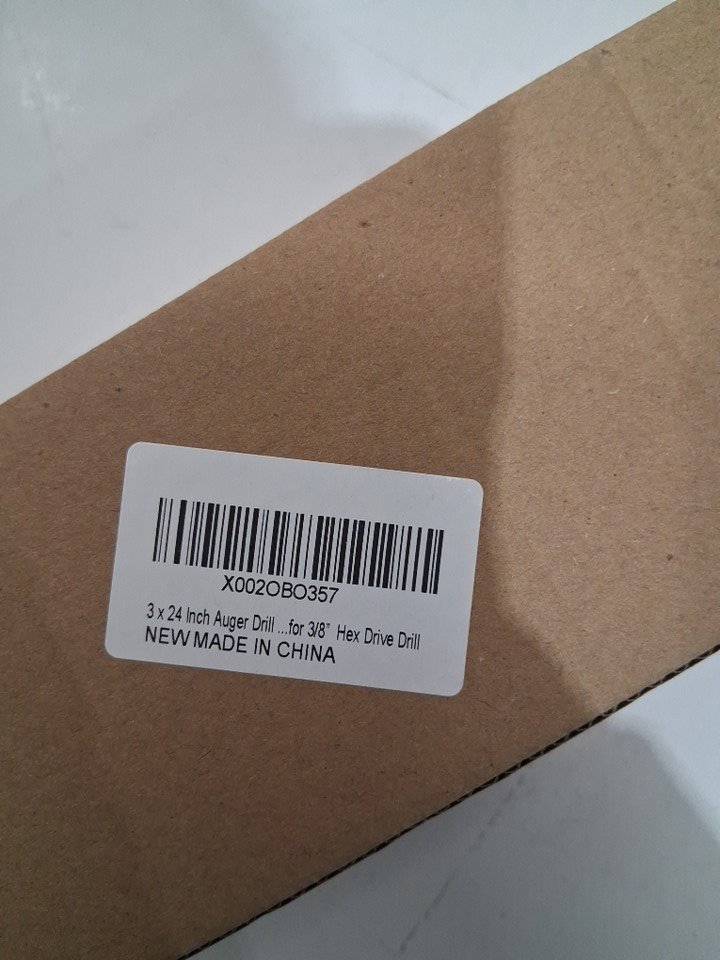 X002OBO357
3 x 24 Inch Auger Drill ...for 3/8" Hex Drive Drill
NEW MADE IN CHINA